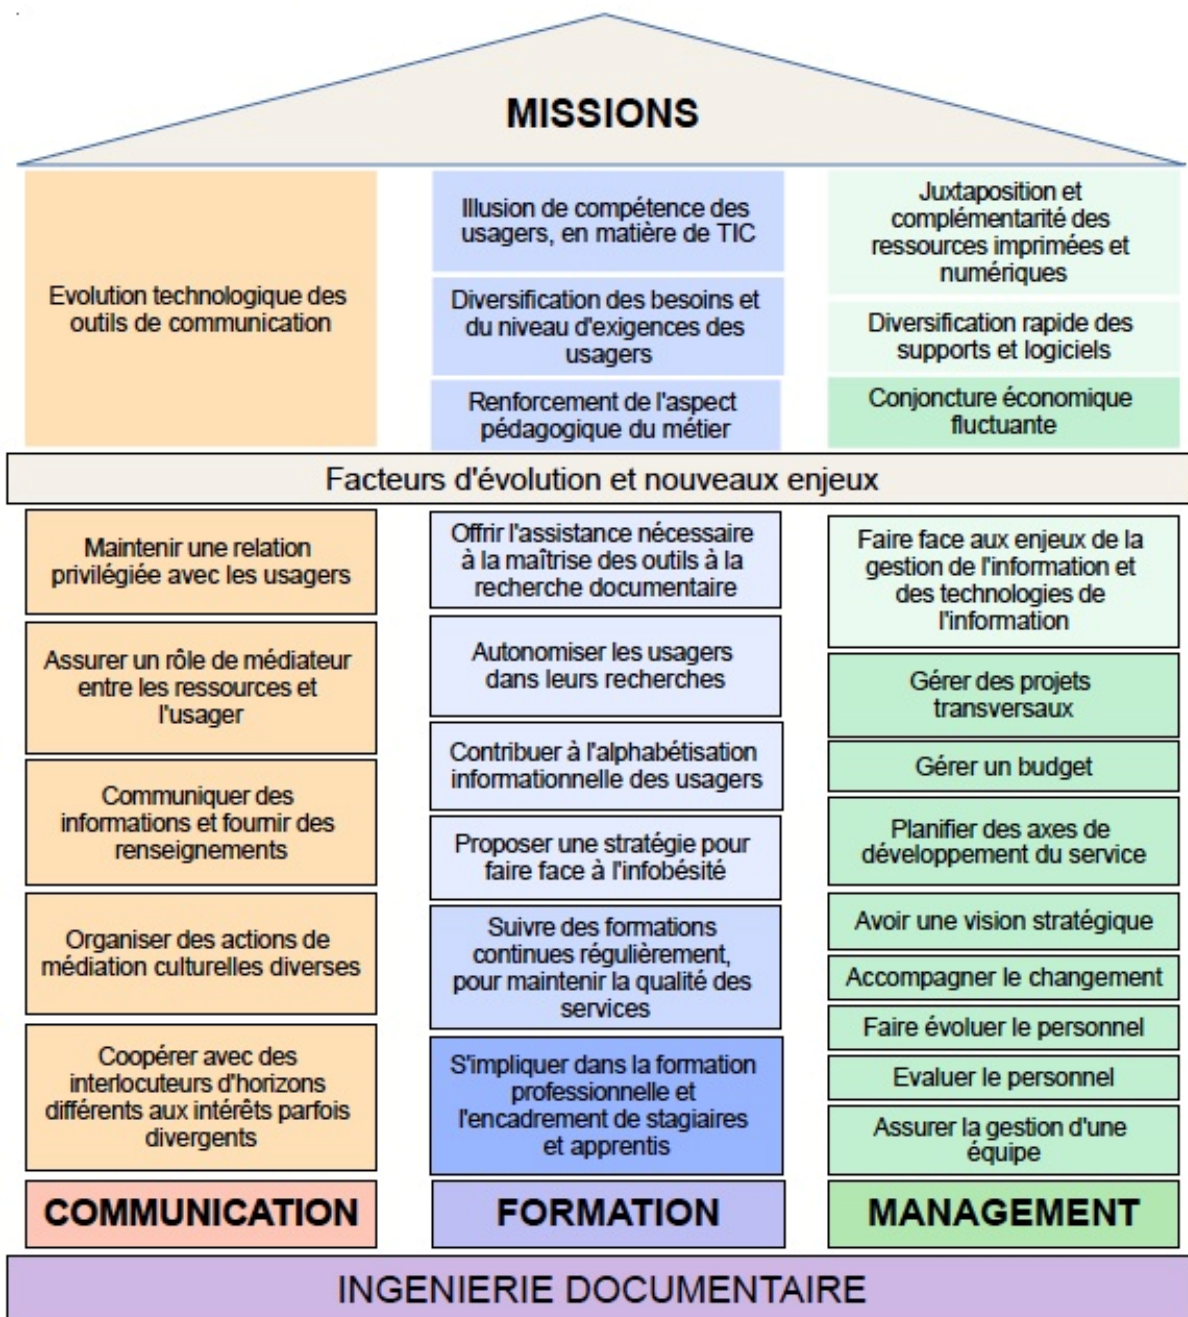 MISSIONS
Evolution technologique des
outils de communication
Illusion de compétence des
usagers, en matière de TIC
Diversification des besoins et
du niveau d'exigences des
usagers
Renforcement de l'aspect
pédagogique du métier
Juxtaposition et
complémentarité des
ressources imprimées et
numériques
Diversification rapide des
supports et logiciels
Conjoncture économique
fluctuante
Facteurs d'évolution et nouveaux enjeux
Maintenir une relation
privilégiée avec les usagers
Assurer un rôle de médiateur
entre les ressources et
l'usager
Communiquer des
informations et fournir des
renseignements
Organiser des actions de
médiation culturelles diverses
Coopérer avec des
interlocuteurs d'horizons
différents aux intérêts parfois
divergents
COMMUNICATION
Offrir l'assistance nécessaire
à la maîtrise des outils à la
recherche documentaire
Autonomiser les usagers
dans leurs recherches
Contribuer à l'alphabétisation
informationnelle des usagers
Proposer une stratégie pour
faire face à l'infobésité
Suivre des formations
continues régulièrement,
pour maintenir la qualité des
services
S'impliquer dans la formation
professionnelle et
l'encadrement de stagiaires
et apprentis
FORMATION
Faire face aux enjeux de la
gestion de l'information et
des technologies de
l'information
Gérer des projets
transversaux
Gérer un budget
Planifier des axes de
développement du service
Avoir une vision stratégique
Accompagner le changement
Faire évoluer le personnel
Evaluer le personnel
Assurer la gestion d'une
équipe
MANAGEMENT
INGENIERIE DOCUMENTAIRE